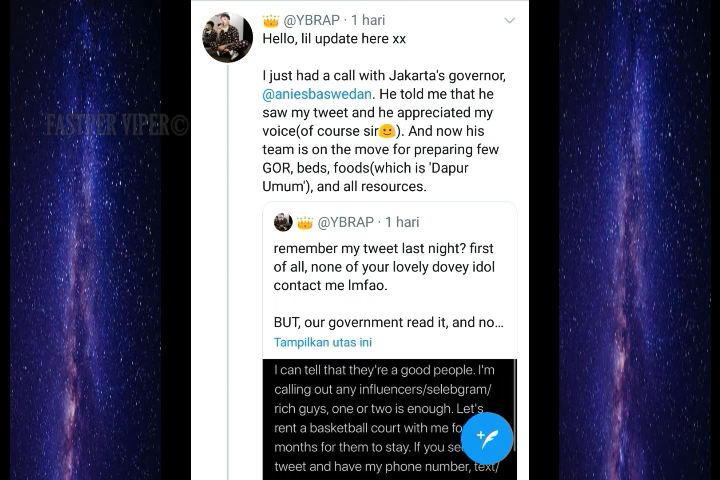 👑 @YBRAP · 1 hari
Hello, lil update here xx
I just had a call with Jakarta's governor,
@aniesbaswedan. He told me that he
saw my tweet and he appreciated my
voice(of course sir😊). And now his
team is on the move for preparing few
GOR, beds, foods(which is 'Dapur
Umum'), and all resources.
👑 @YBRAP · 1 hari
remember my tweet last night? first
of all, none of your lovely dovey idol
contact me lmfao.
BUT, our government read it, and no...
Tampilkan utas ini
I can tell that they're a good people. I'm
calling out any influencers/selebgram/
rich guys, one or two is enough. Let's
rent a basketball court with me
months for them to stay. If you
tweet and have my phone number, text/
FASTPER VIPER©